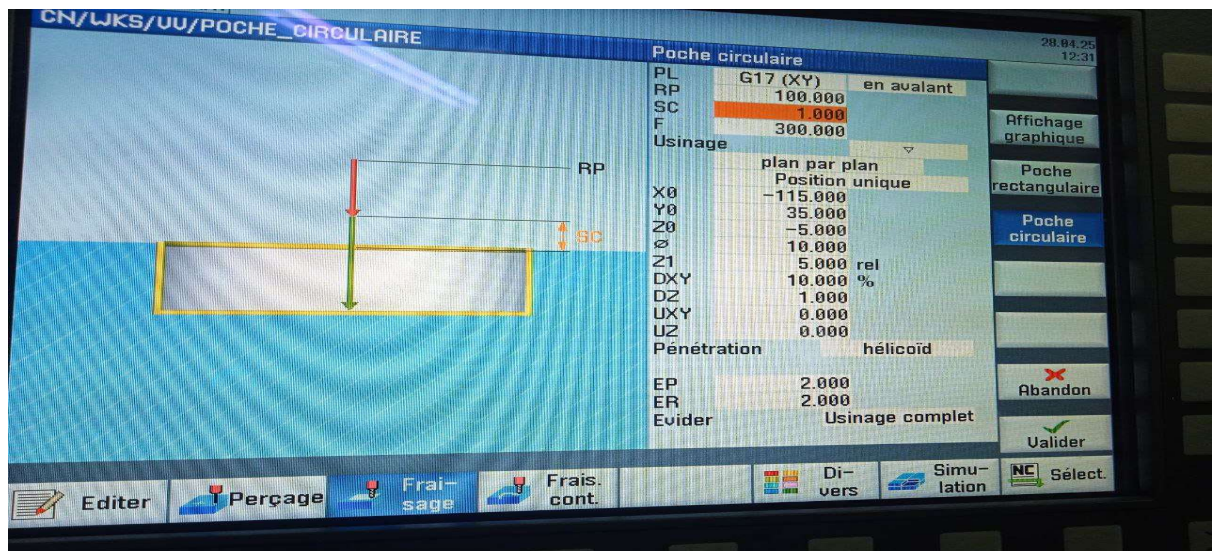 CN/WKS/UU/POCHE_CIRCULAIRE
28.04.25
12:31
RP
SC
Poche circulaire
PL G17 (XY) en avalant
RP 100.000
SC 1.000
F 300.000
Usinage ▽
plan par plan
Position unique
X0 -115.000
Y0 35.000
Z0 -5.000
Ø 10.000
Z1 5.000 rel
DXY 10.000 %
DZ 1.000
UXY 0.000
UZ 0.000
Pénétration hélicoïd
EP 2.000
ER 2.000
Evider Usinage complet
Affichage
graphique
Poche
rectangulaire
Poche
circulaire
Abandon
Valider
Editer
Perçage
Frai-
sage
Frais.
cont.
Di-
vers
Simu-
lation
NC Sélect.